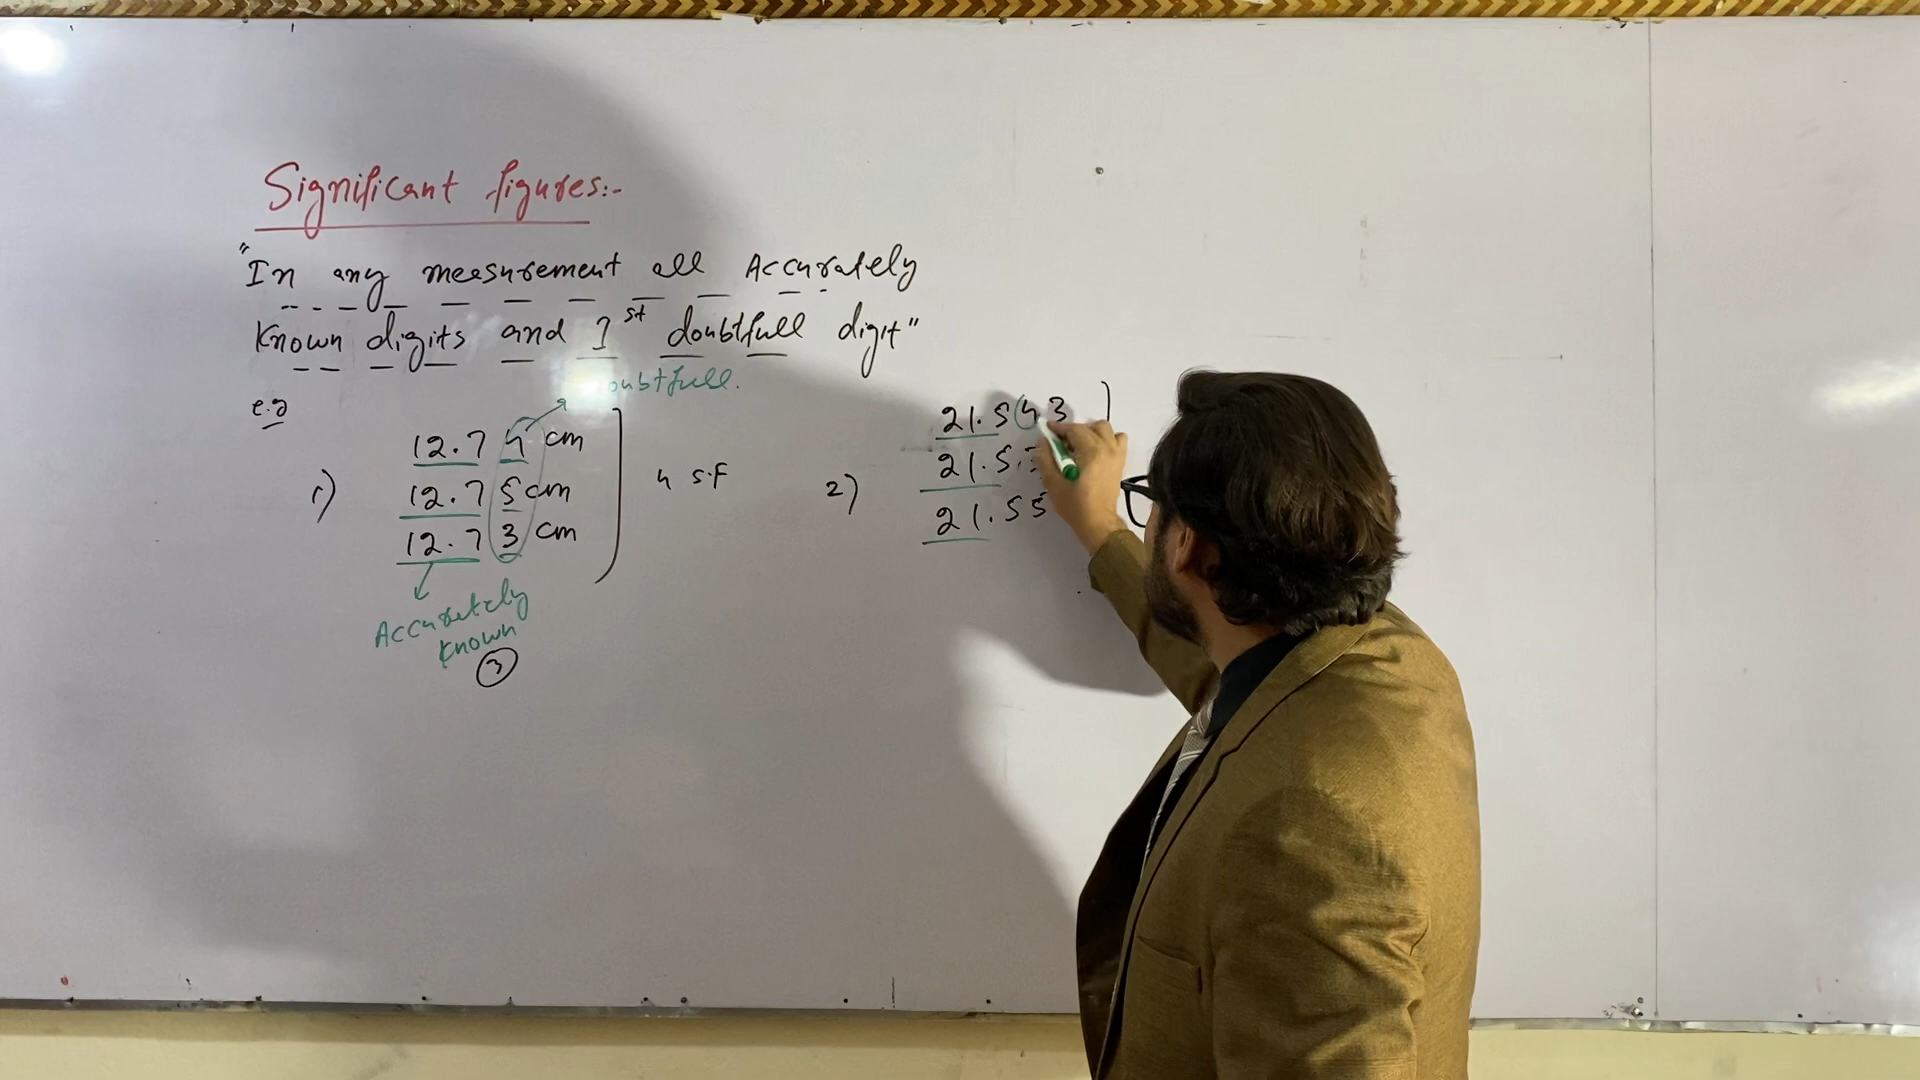 Significant figures:-
"In any measurement all Accurately
Known digits and 1st doubtfull digit"
doubtfull.
e.g
1)
12.74 cm
12.75 cm
12.73 cm
4 S.F
Accurately
Known
3
2)
21.543
21.5
21.55